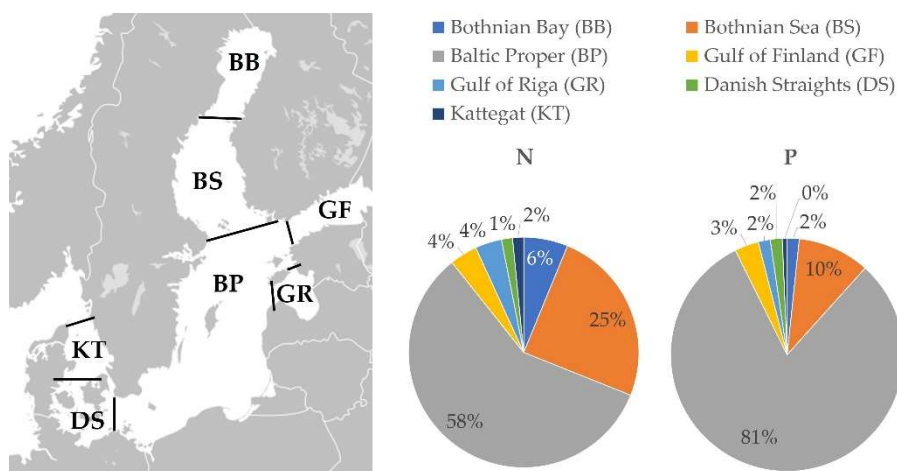 BB
BS
GF
BP
GR
KT
DS
Bothnian Bay (BB)
Bothnian Sea (BS)
Baltic Proper (BP)
Gulf of Finland (GF)
Gulf of Riga (GR)
Danish Straights (DS)
Kattegat (KT)
N
4%
4%
1%
2%
6%
25%
58%
P
3%
2%
2%
0%
2%
10%
81%